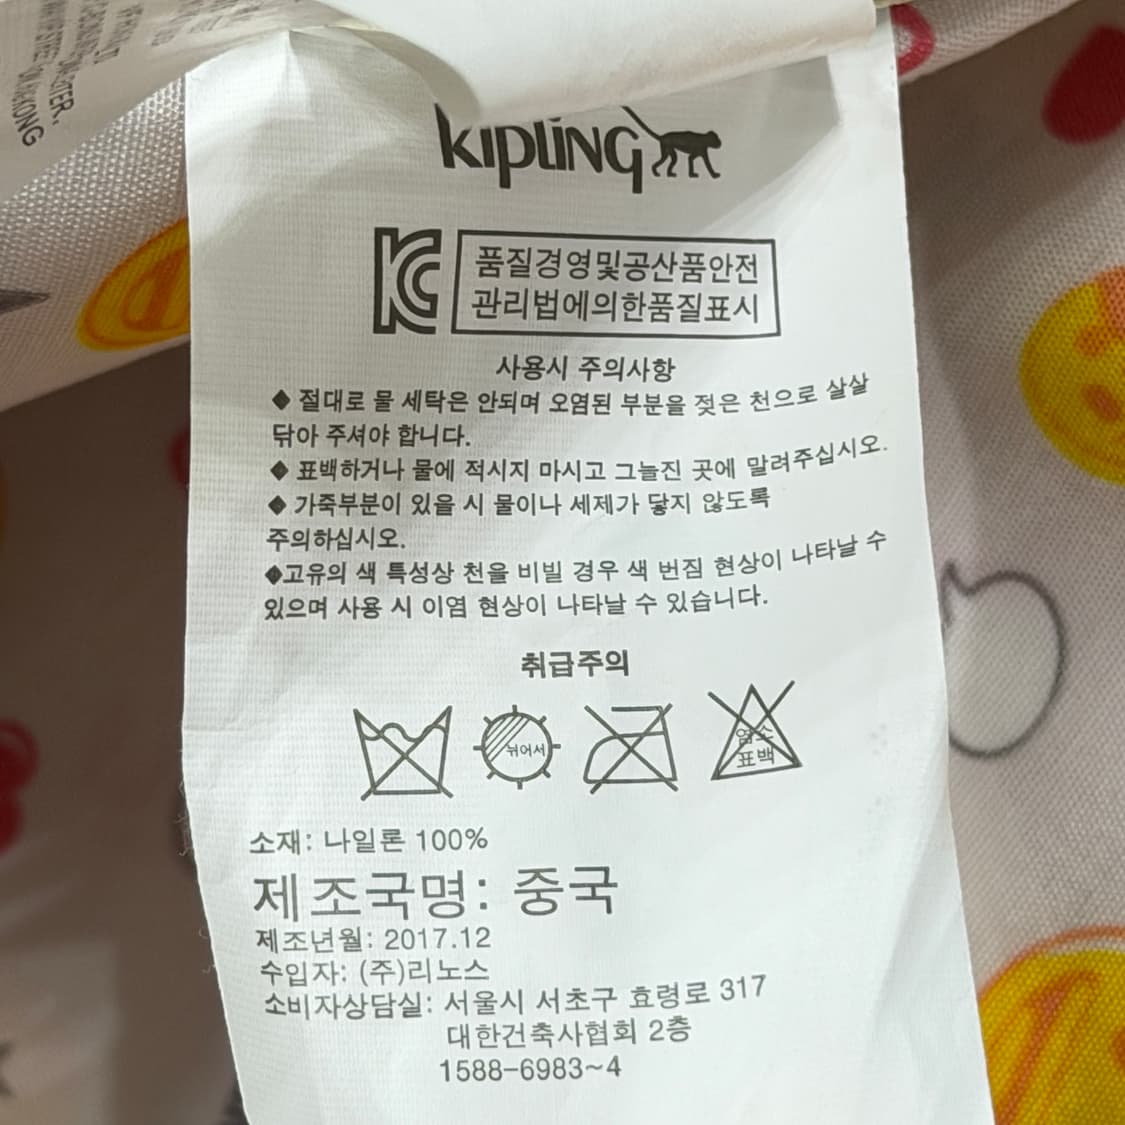 KONG
kipling
품질경영및공산품안전
관리법에의한품질표시
사용시 주의사항
◆ 절대로 물 세탁은 안되며 오염된 부분을 젖은 천으로 살살
닦아 주셔야 합니다.
◆ 표백하거나 물에 적시지 마시고 그늘진 곳에 말려주십시오.
◆ 가죽부분이 있을 시 물이나 세제가 닿지 않도록
주의하십시오.
◆고유의 색 특성상 천을 비빌 경우 색 번짐 현상이 나타날 수
있으며 사용 시 이염 현상이 나타날 수 있습니다.
취급주의
뉘어서
염소
표백
소재: 나일론 100%
제조국명: 중국
제조년월: 2017.12
수입자: (주)리노스
소비자상담실: 서울시 서초구 효령로 317
대한건축사협회 2층
1588-6983~4